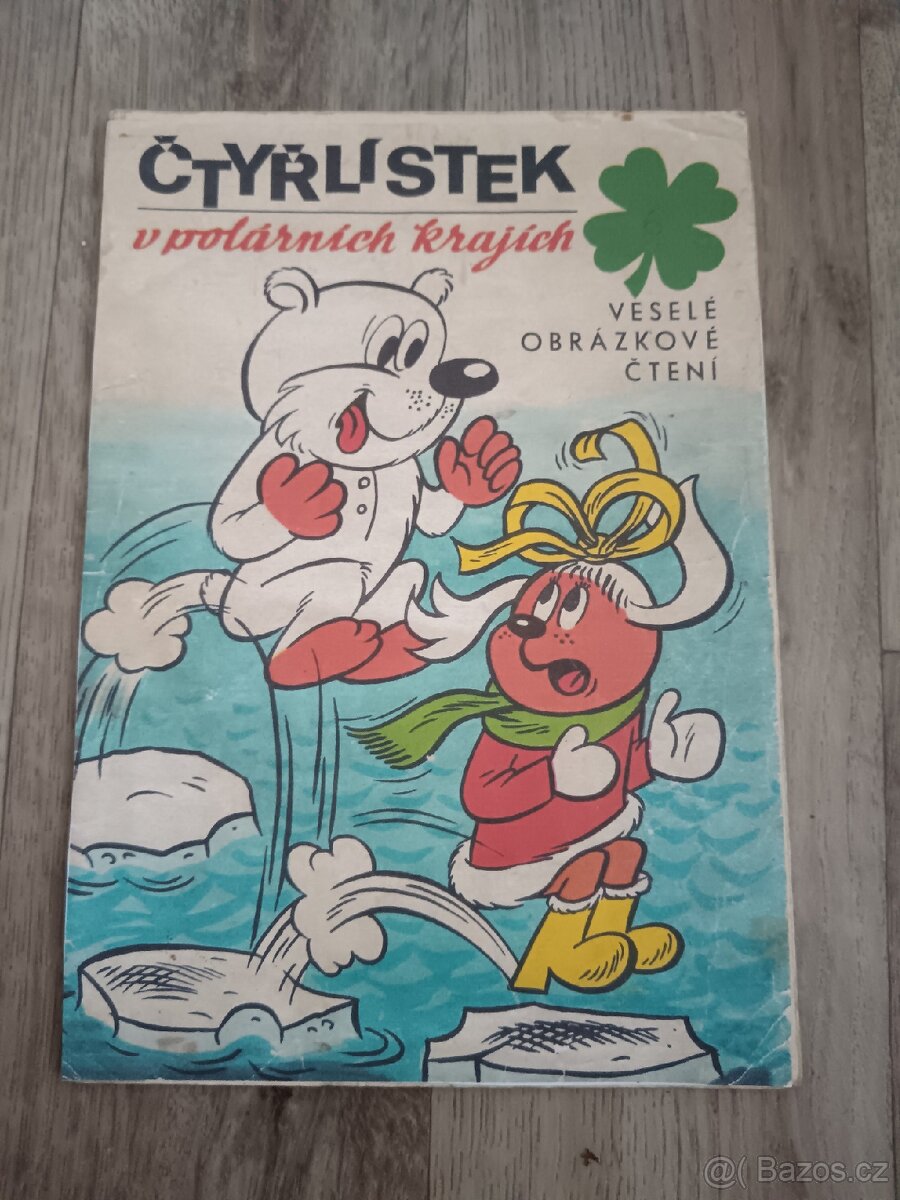 ČTYŘLÍSTEK
v polárních krajích
VESELÉ
OBRÁZKOVÉ
ČTENÍ
@( Bazos.cz